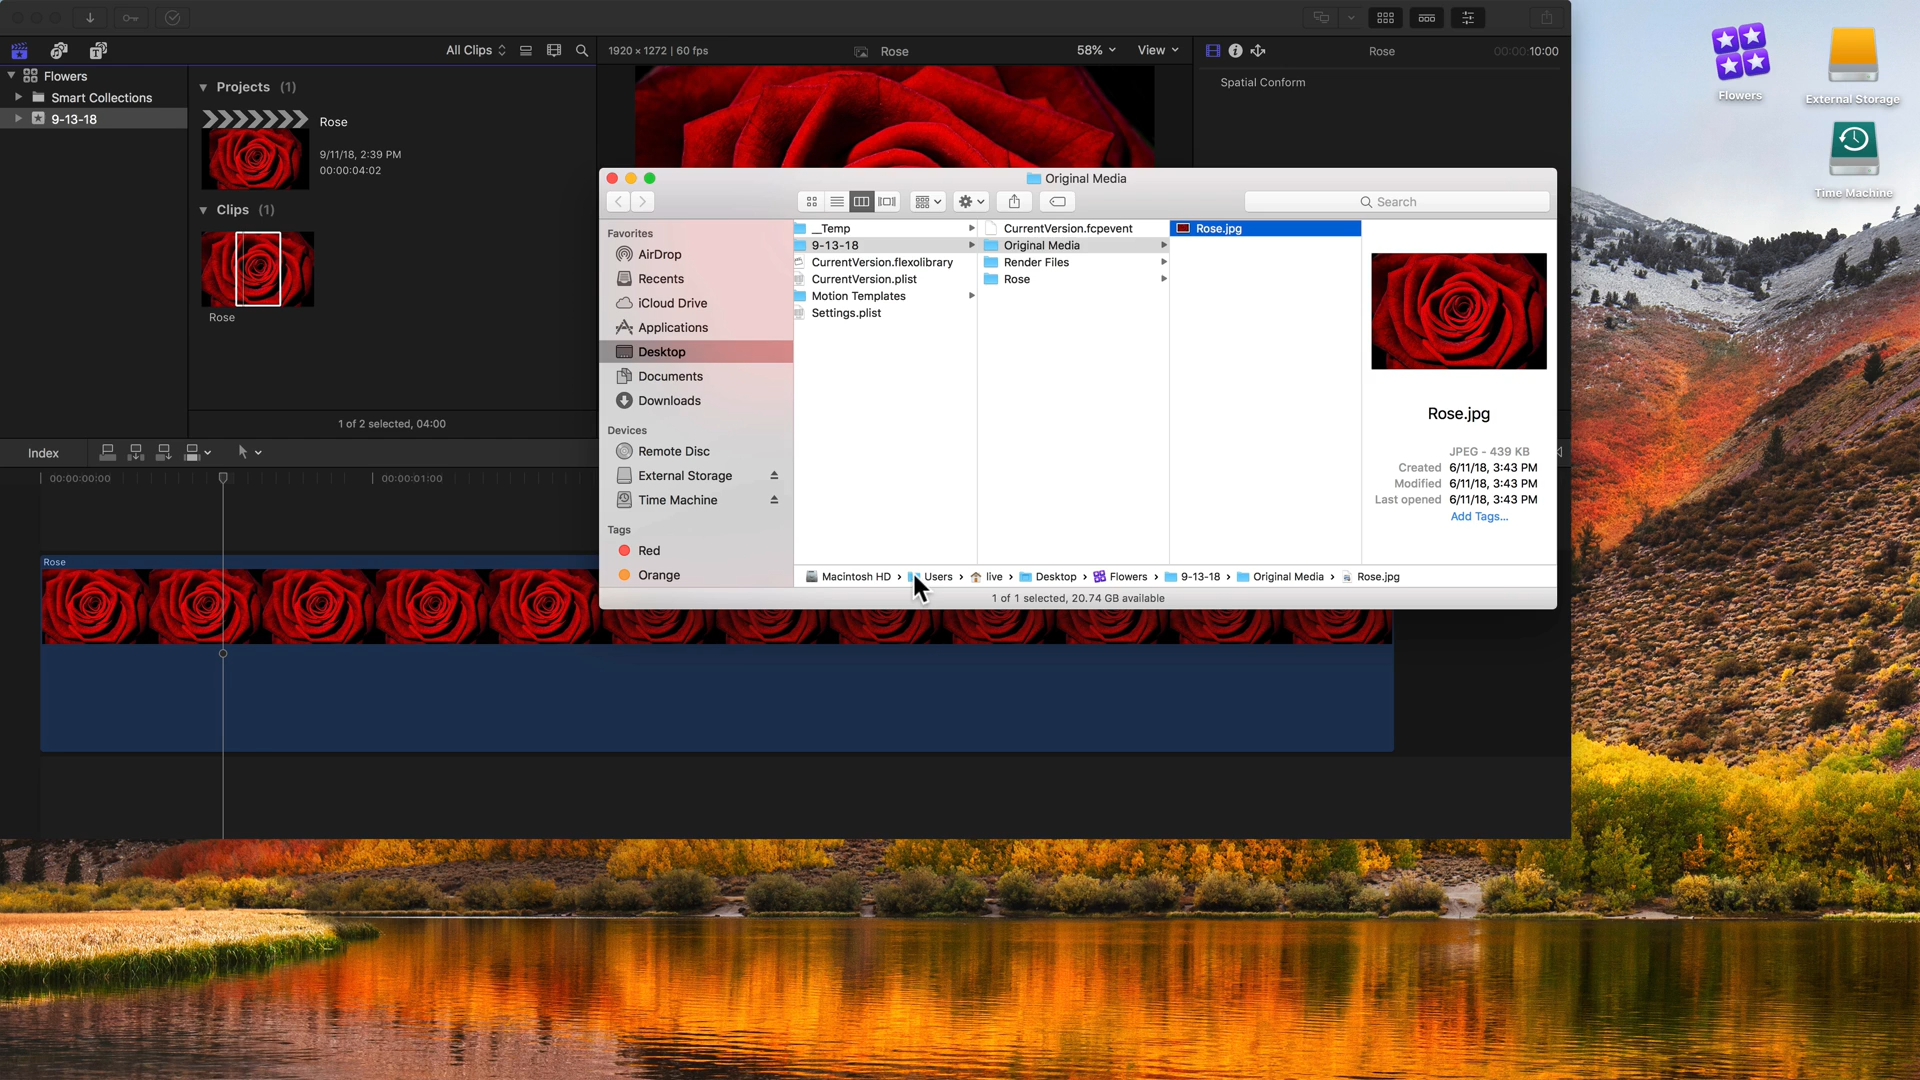 All Clips
1920 × 1272 | 60 fps
Rose
58%
View
Rose
00:00:10:00
Flowers
Smart Collections
9-13-18
Projects (1)
Rose
9/11/18, 2:39 PM
00:00:04:02
Clips (1)
Rose
1 of 2 selected, 04:00
Spatial Conform
Index
00:00:00:00
00:00:01:00
Rose
Original Media
Search
Favorites
AirDrop
Recents
iCloud Drive
Applications
Desktop
Documents
Downloads
Devices
Remote Disc
External Storage
Time Machine
Tags
Red
Orange
__Temp
9-13-18
CurrentVersion.flexolibrary
CurrentVersion.plist
Motion Templates
Settings.plist
CurrentVersion.fcpevent
Original Media
Render Files
Rose
Rose.jpg
Rose.jpg
JPEG - 439 KB
Created 6/11/18, 3:43 PM
Modified 6/11/18, 3:43 PM
Last opened 6/11/18, 3:43 PM
Add Tags...
Macintosh HD › Users › live › Desktop › Flowers › 9-13-18 › Original Media › Rose.jpg
1 of 1 selected, 20.74 GB available
Flowers
External Storage
Time Machine